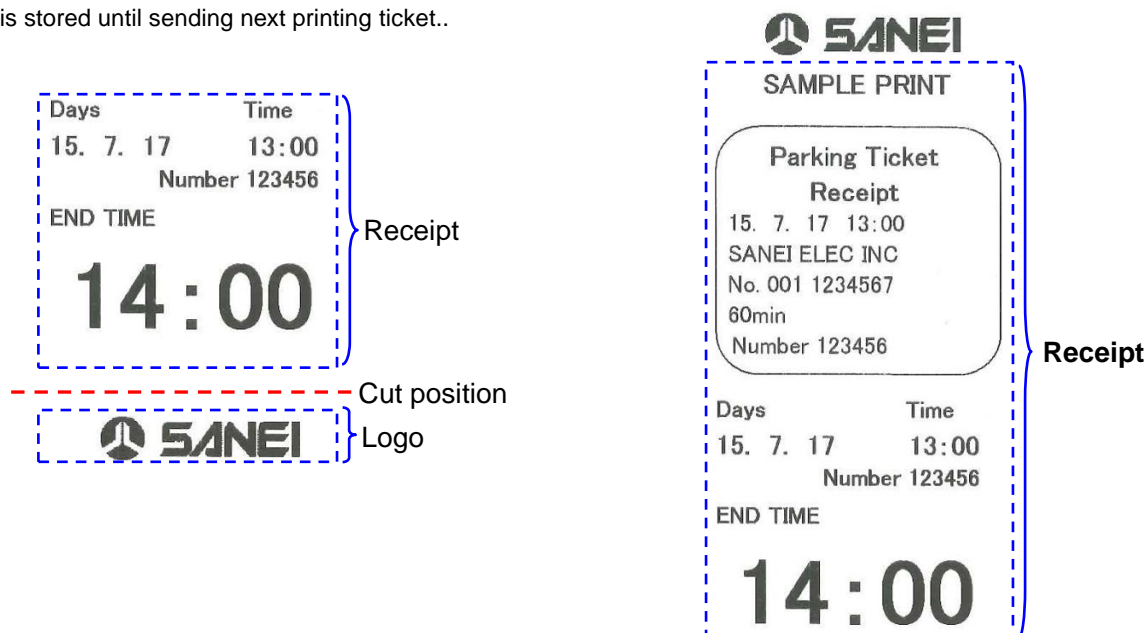 is stored until sending next printing ticket..
Days Time
15. 7. 17 13:00
Number 123456
END TIME
14:00
Receipt
Cut position
SANEI
Logo
SANEI
SAMPLE PRINT
Parking Ticket
Receipt
15. 7. 17 13:00
SANEI ELEC INC
No. 001 1234567
60min
Number 123456
Days Time
15. 7. 17 13:00
Number 123456
END TIME
14:00
Receipt